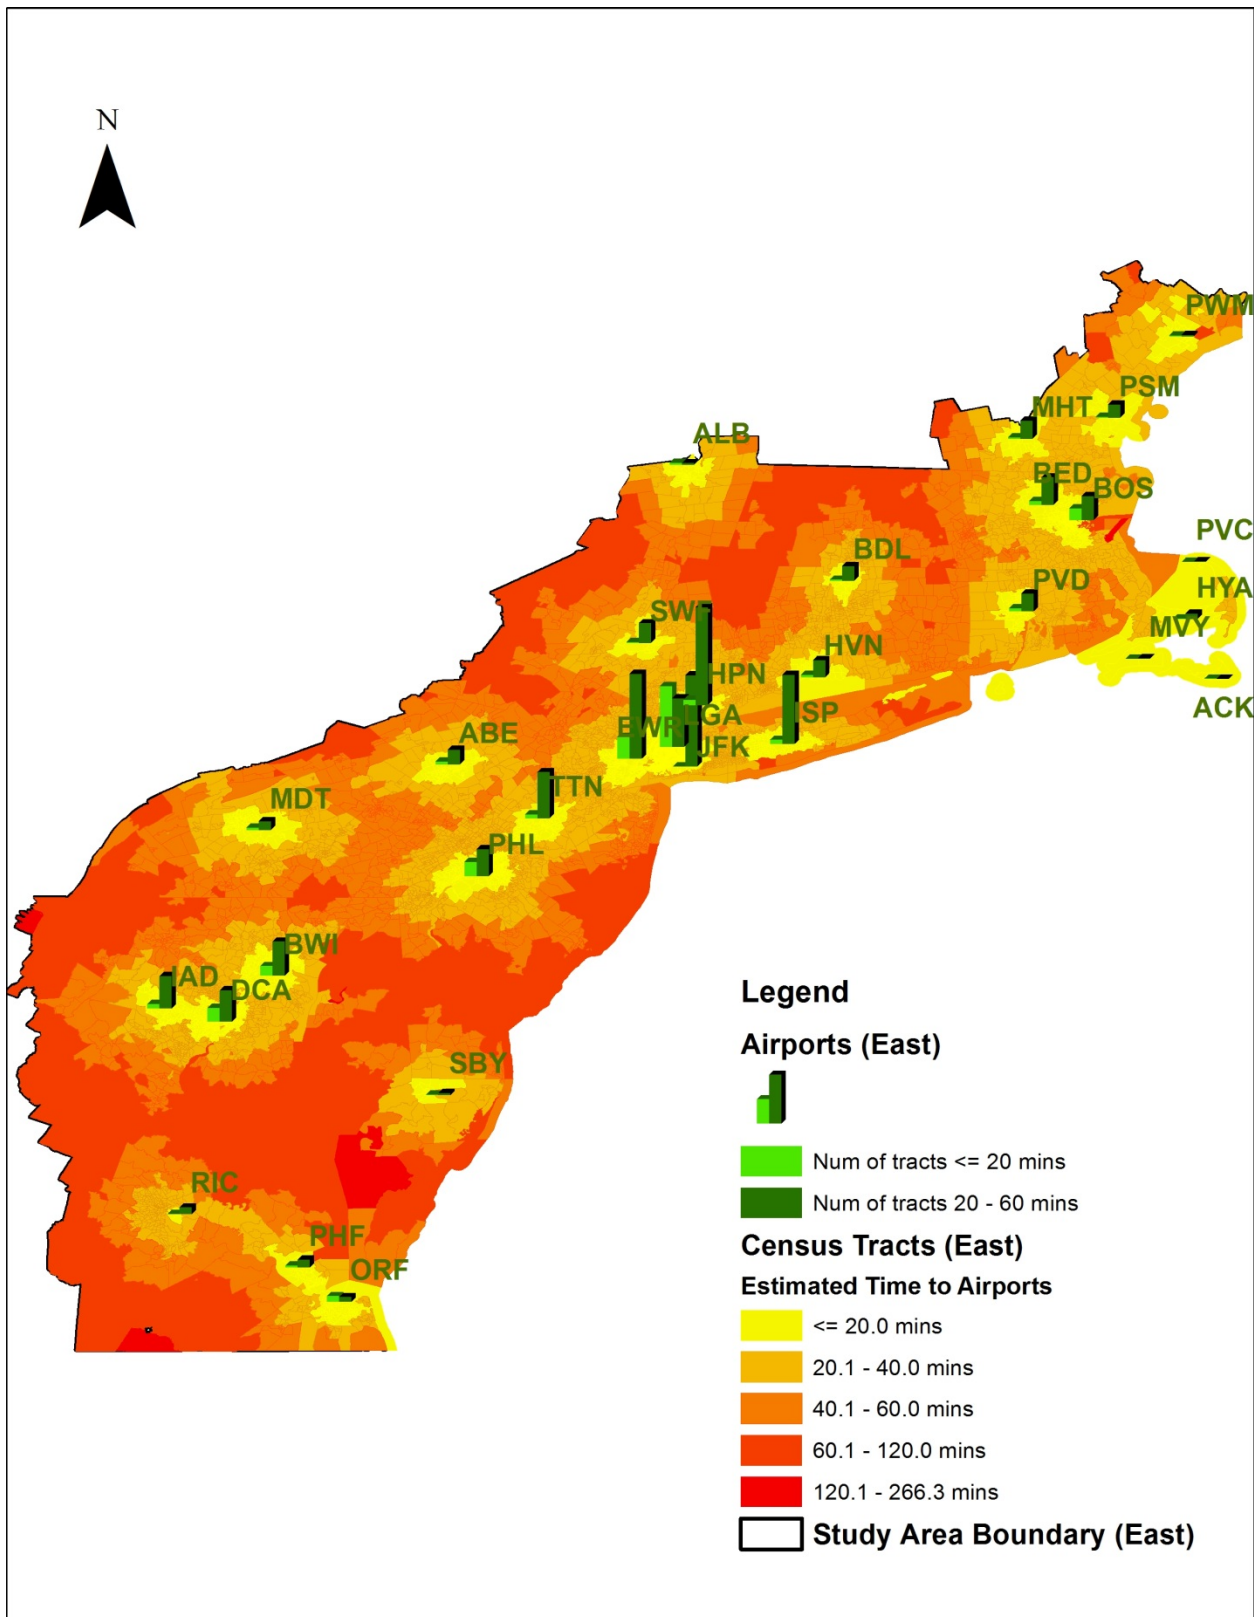 N
PWM
PSM
MHT
ALB
BED
BOS
PVC
BDL
HYA
PVD
SWF
MVY
HVN
HPN
ACK
LGA
ISP
EWR
ABE
JFK
TTN
MDT
PHL
BWI
IAD
DCA
SBY
RIC
PHF
ORF
Legend
Airports (East)
Num of tracts <= 20 mins
Num of tracts 20 - 60 mins
Census Tracts (East)
Estimated Time to Airports
<= 20.0 mins
20.1 - 40.0 mins
40.1 - 60.0 mins
60.1 - 120.0 mins
120.1 - 266.3 mins
Study Area Boundary (East)